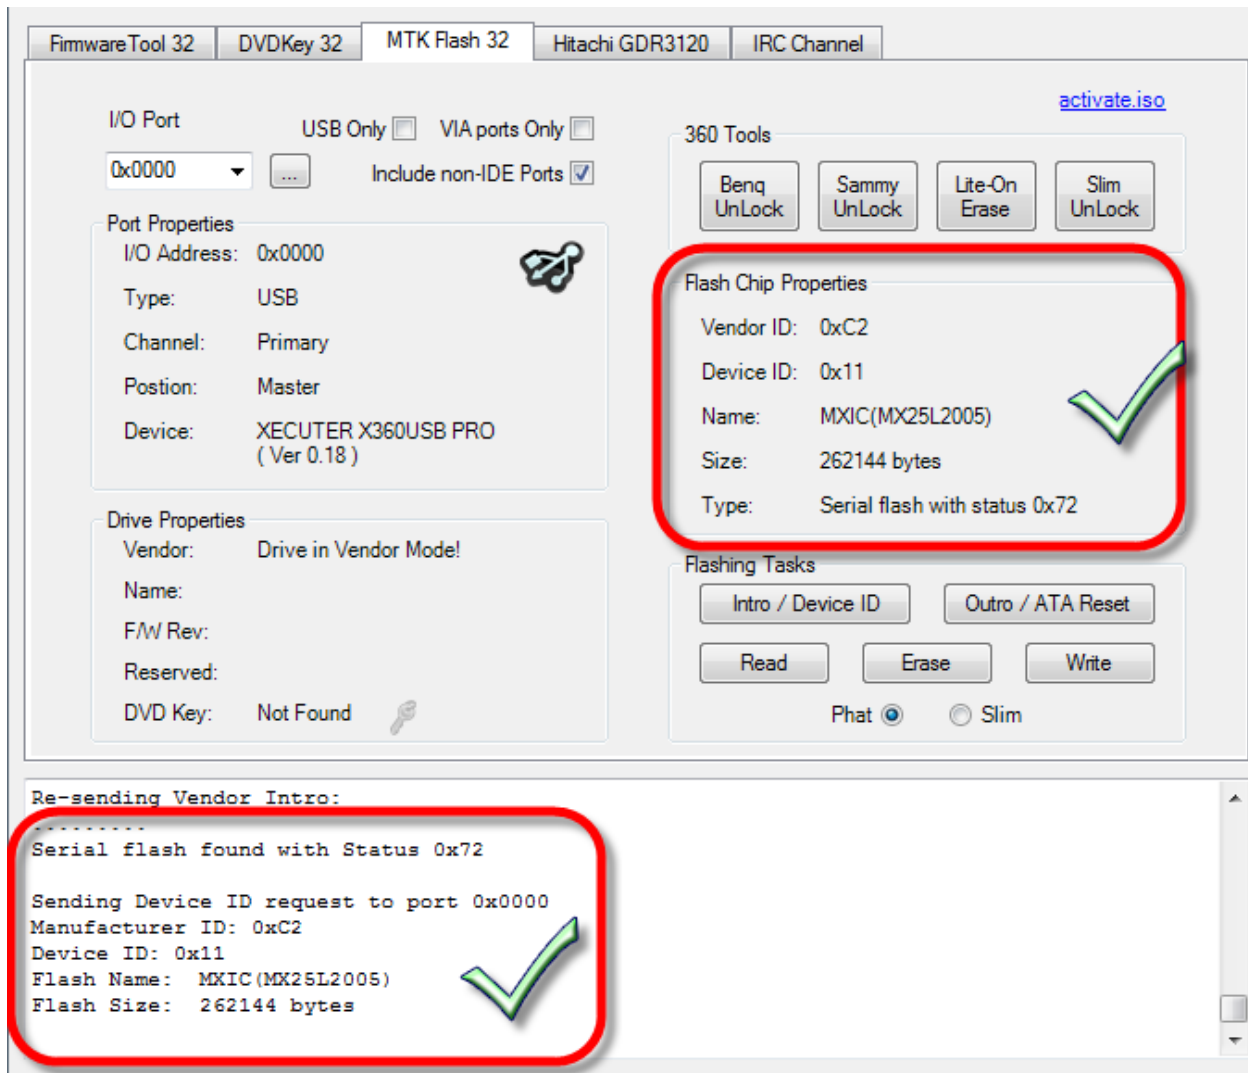 FirmwareTool 32 DVDKey 32 MTK Flash 32 Hitachi GDR3120 IRC Channel
activate.iso
I/O Port
USB Only VIA ports Only
0x0000 ... Include non-IDE Ports
Port Properties
I/O Address: 0x0000
Type: USB
Channel: Primary
Postion: Master
Device: XECUTER X360USB PRO
( Ver 0.18 )
Drive Properties
Vendor: Drive in Vendor Mode!
Name:
F/W Rev:
Reserved:
DVD Key: Not Found
360 Tools
Benq UnLock
Sammy UnLock
Lite-On Erase
Slim UnLock
Flash Chip Properties
Vendor ID: 0xC2
Device ID: 0x11
Name: MXIC(MX25L2005)
Size: 262144 bytes
Type: Serial flash with status 0x72
Flashing Tasks
Intro / Device ID Outro / ATA Reset
Read Erase Write
Phat Slim
Re-sending Vendor Intro:
.........
Serial flash found with Status 0x72
Sending Device ID request to port 0x0000
Manufacturer ID: 0xC2
Device ID: 0x11
Flash Name: MXIC(MX25L2005)
Flash Size: 262144 bytes